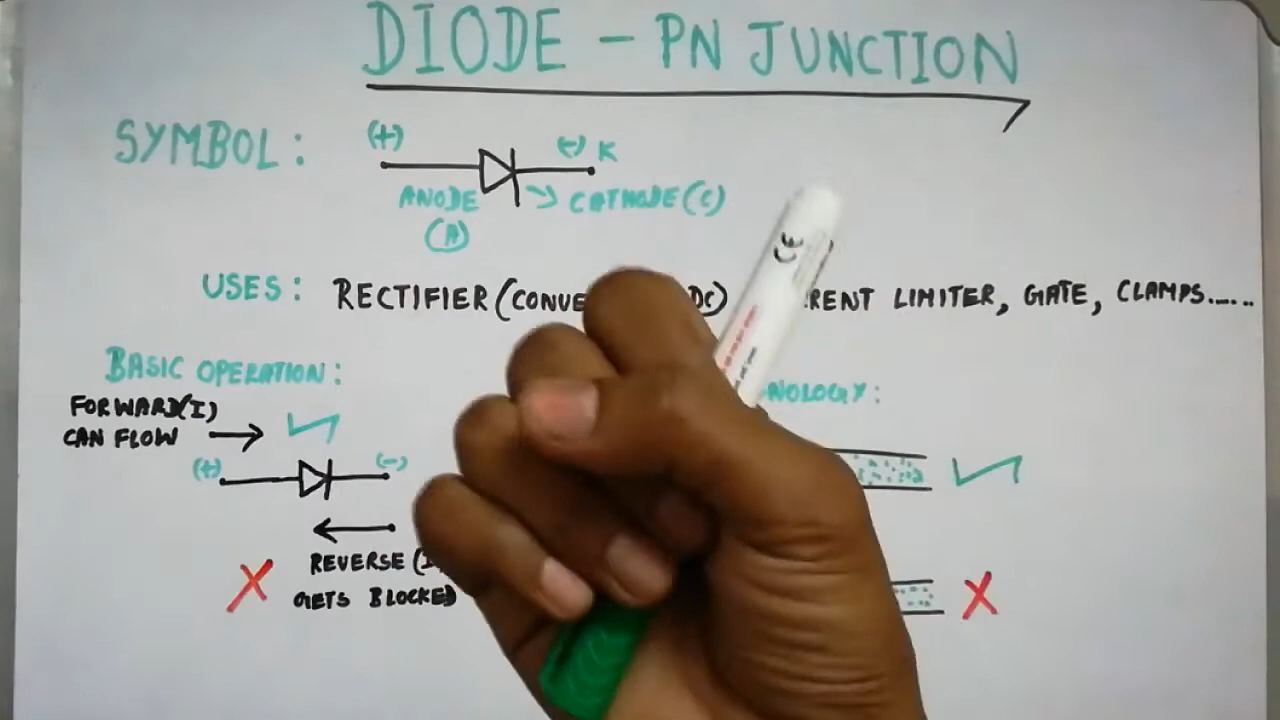 DIODE - PN JUNCTION
SYMBOL:
(+) (-) K
ANODE CATHODE (C)
(A)
USES: RECTIFIER (CONVE DC) RENT LIMITER, GATE, CLAMPS......
BASIC OPERATION: NOLOGY:
FORWARD(I)
CAN FLOW
(+) (-)
REVERSE (I
GETS BLOCKED
CE